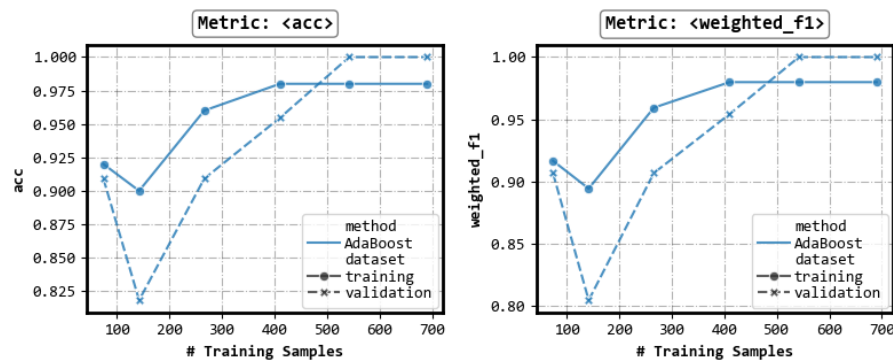 Metric: <acc>
1.000
0.975
0.950
0.925
0.900
0.875
0.850
0.825
acc
100 200 300 400 500 600 700
# Training Samples
method
AdaBoost
dataset
training
validation
Metric: <weighted_f1>
1.00
0.95
0.90
0.85
0.80
weighted_f1
100 200 300 400 500 600 700
# Training Samples
method
AdaBoost
dataset
training
validation